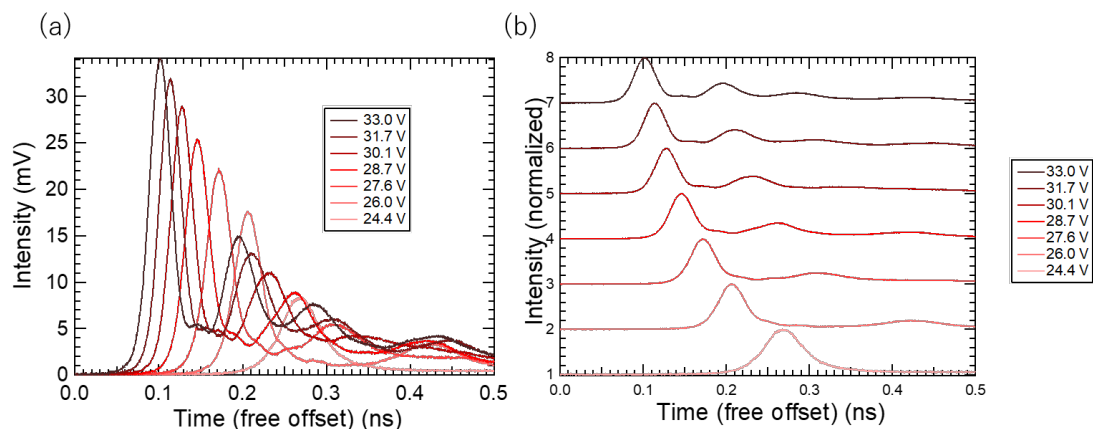 (a)
Intensity (mV)
30
25
20
15
10
5
0
0.0
0.1
0.2
0.3
0.4
0.5
Time (free offset) (ns)
33.0 V
31.7 V
30.1 V
28.7 V
27.6 V
26.0 V
24.4 V
(b)
Intensity (normalized)
8
7
6
5
4
3
2
1
0.0
0.1
0.2
0.3
0.4
0.5
Time (free offset) (ns)
33.0 V
31.7 V
30.1 V
28.7 V
27.6 V
26.0 V
24.4 V